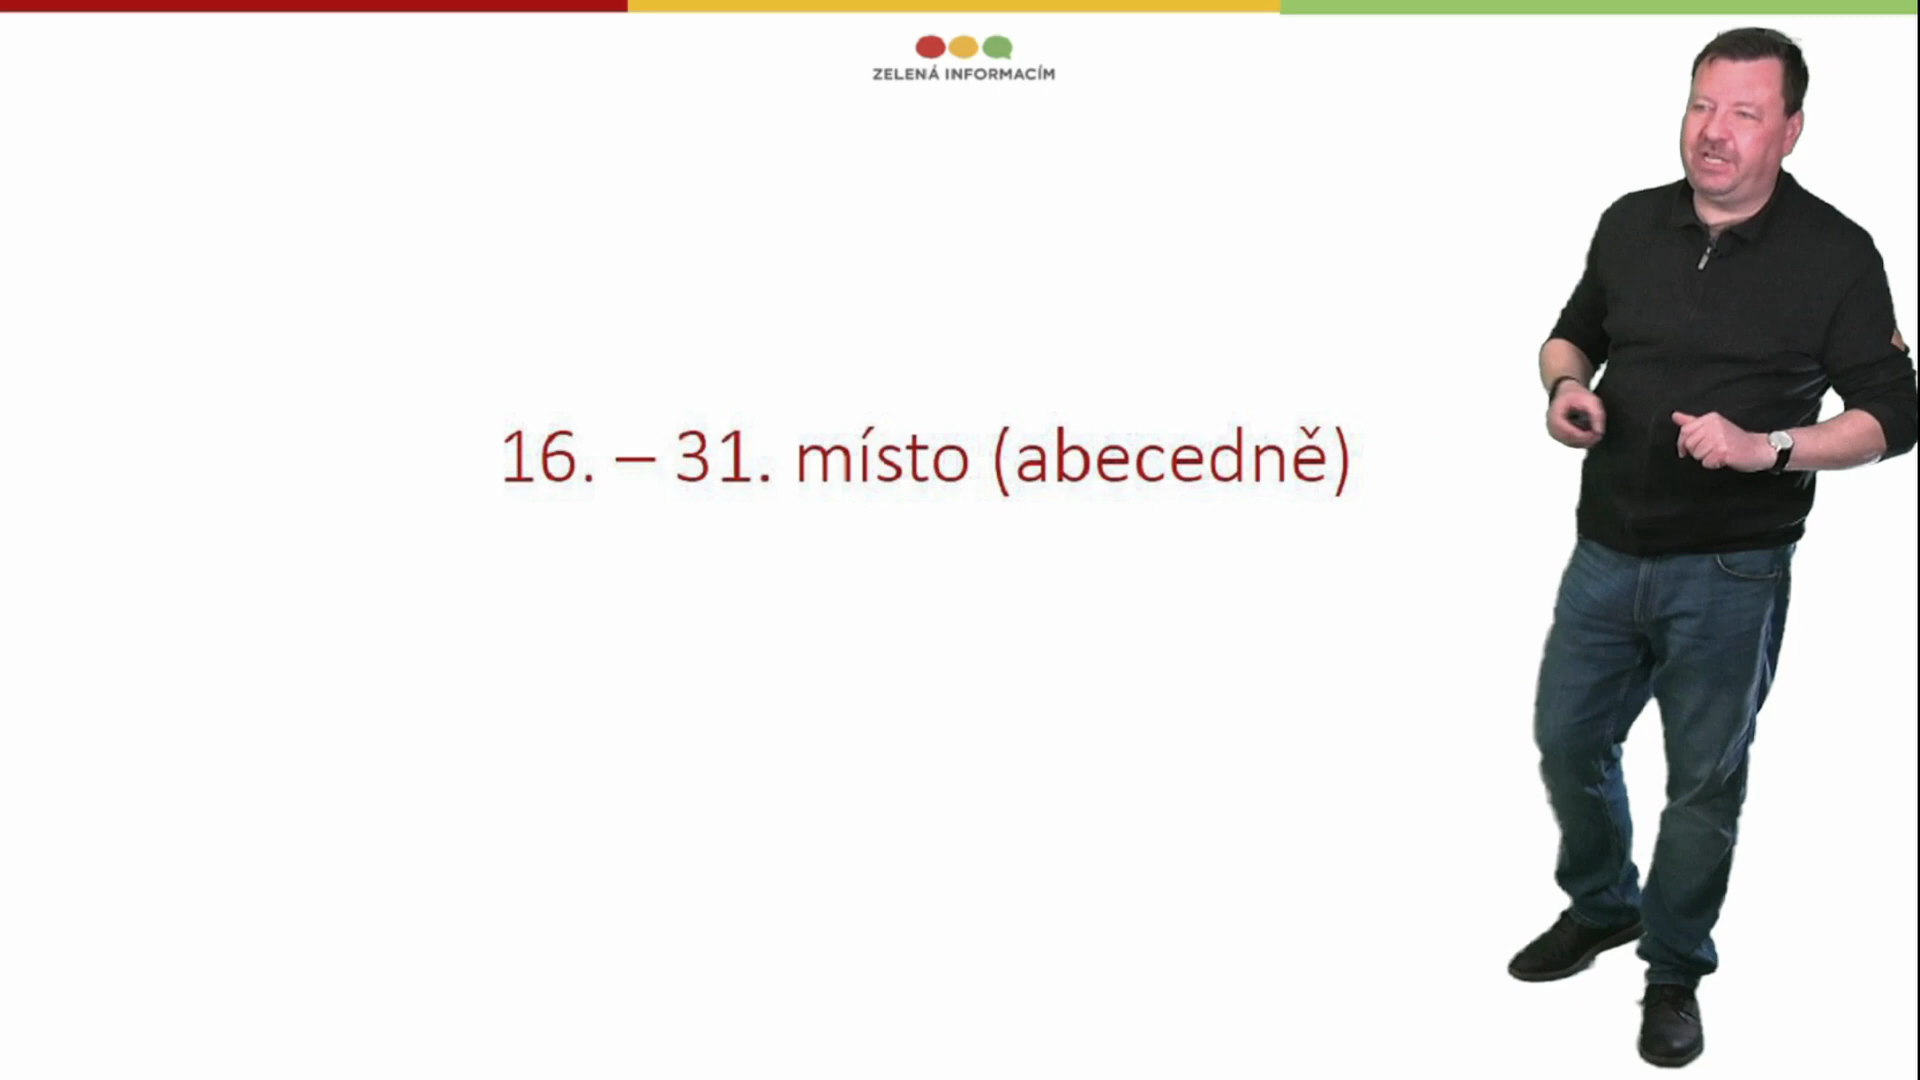 ZELENÁ INFORMACÍM
16. – 31. místo (abecedně)